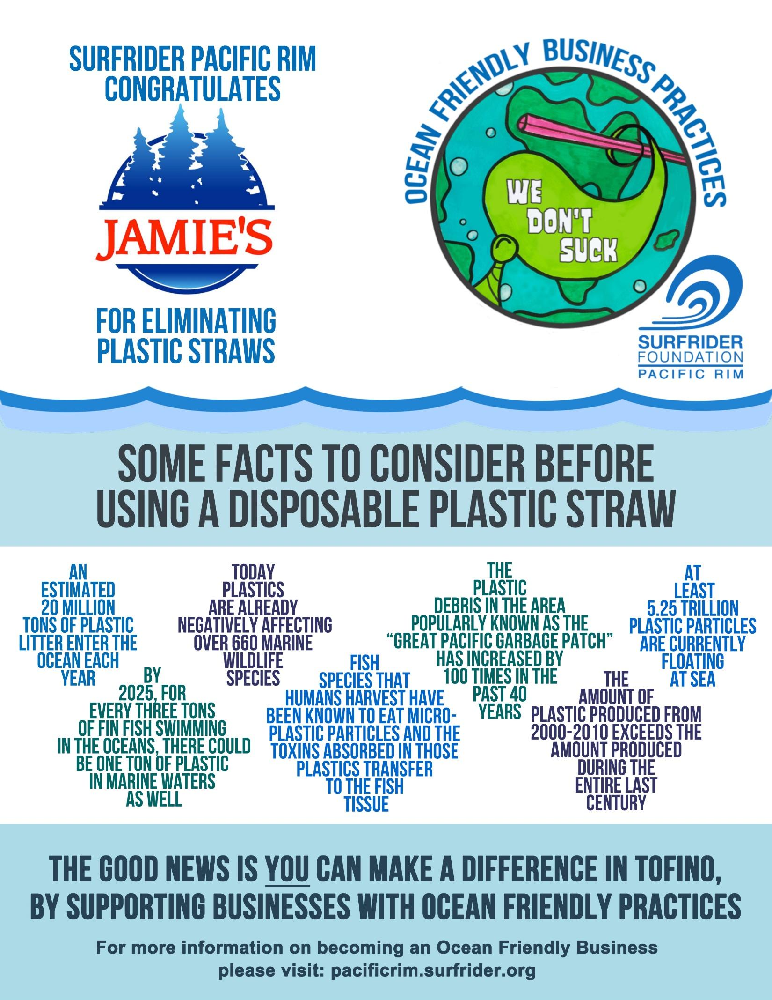 SURFRIDER PACIFIC RIM
CONGRATULATES
JAMIE'S
FOR ELIMINATING
PLASTIC STRAWS
OCEAN FRIENDLY BUSINESS PRACTICES
WE
DON'T
SUCK
SURFRIDER
FOUNDATION
PACIFIC RIM
SOME FACTS TO CONSIDER BEFORE
USING A DISPOSABLE PLASTIC STRAW
AN
ESTIMATED
20 MILLION
TONS OF PLASTIC
LITTER ENTER THE
OCEAN EACH
YEAR
BY
2025, FOR
EVERY THREE TONS
OF FIN FISH SWIMMING
IN THE OCEANS, THERE COULD
BE ONE TON OF PLASTIC
IN MARINE WATERS
AS WELL
TODAY
PLASTICS
ARE ALREADY
NEGATIVELY AFFECTING
OVER 660 MARINE
WILDLIFE
SPECIES
FISH
SPECIES THAT
HUMANS HARVEST HAVE
BEEN KNOWN TO EAT MICRO-
PLASTIC PARTICLES AND THE
TOXINS ABSORBED IN THOSE
PLASTICS TRANSFER
TO THE FISH
TISSUE
THE
PLASTIC
DEBRIS IN THE AREA
POPULARLY KNOWN AS THE
“GREAT PACIFIC GARBAGE PATCH”
HAS INCREASED BY
100 TIMES IN THE
PAST 40
YEARS
THE
AMOUNT OF
PLASTIC PRODUCED FROM
2000-2010 EXCEEDS THE
AMOUNT PRODUCED
DURING THE
ENTIRE LAST
CENTURY
AT
LEAST
5.25 TRILLION
PLASTIC PARTICLES
ARE CURRENTLY
FLOATING
AT SEA
THE GOOD NEWS IS YOU CAN MAKE A DIFFERENCE IN TOFINO,
BY SUPPORTING BUSINESSES WITH OCEAN FRIENDLY PRACTICES
For more information on becoming an Ocean Friendly Business
please visit: pacificrim.surfrider.org